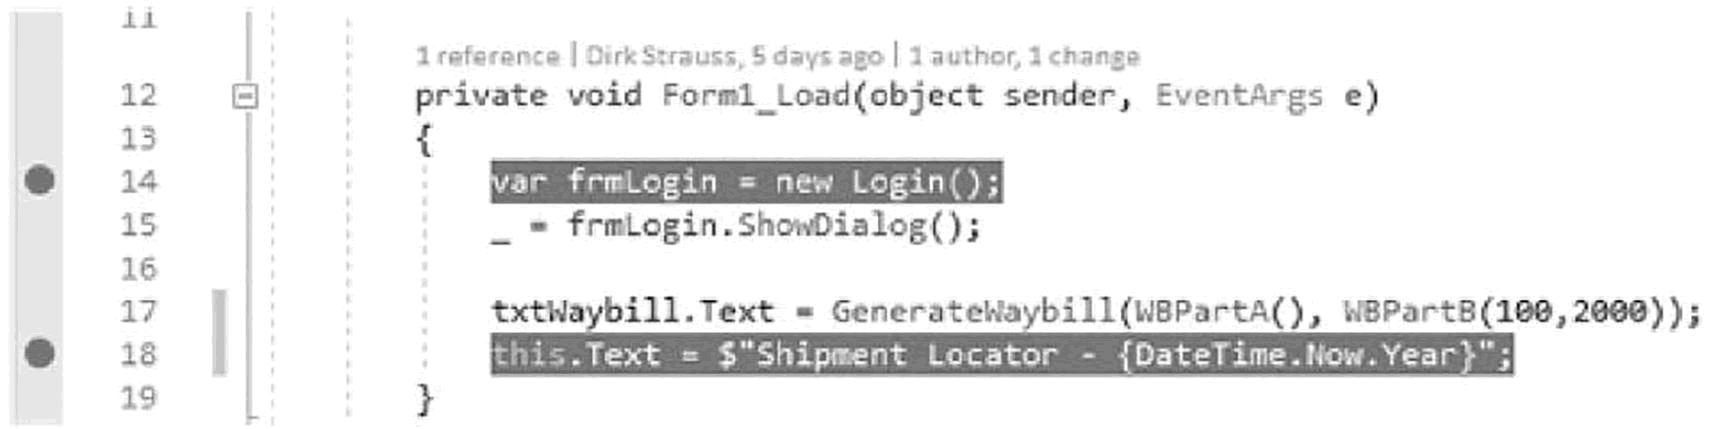 11
1 reference | Dirk Strauss, 5 days ago | 1 author, 1 change
12 private void Form1_Load(object sender, EventArgs e)
13 {
14 var frmLogin = new Login();
15 _ = frmLogin.ShowDialog();
16
17 txtWaybill.Text = GenerateWaybill(WBPartA(), WBPartB(100,2000));
18 this.Text = $"Shipment Locator - {DateTime.Now.Year}";
19 }